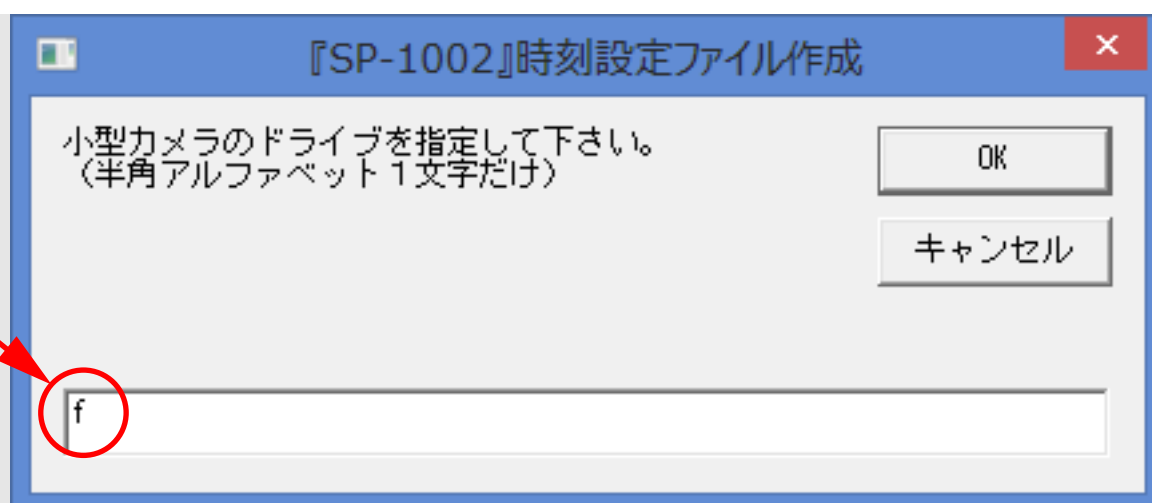 『SP-1002』時刻設定ファイル作成
小型カメラのドライブを指定して下さい。
（半角アルファベット１文字だけ）
OK
キャンセル
f